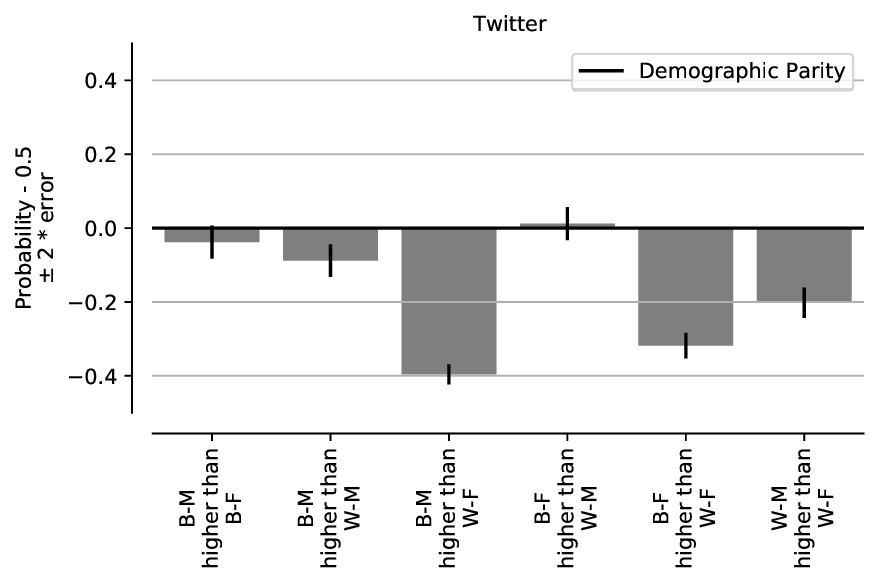 Twitter
Demographic Parity
Probability - 0.5
± 2 * error
0.4
0.2
0.0
−0.2
−0.4
B-M
higher than
B-F
B-M
higher than
W-M
B-M
higher than
W-F
B-F
higher than
W-M
B-F
higher than
W-F
W-M
higher than
W-F